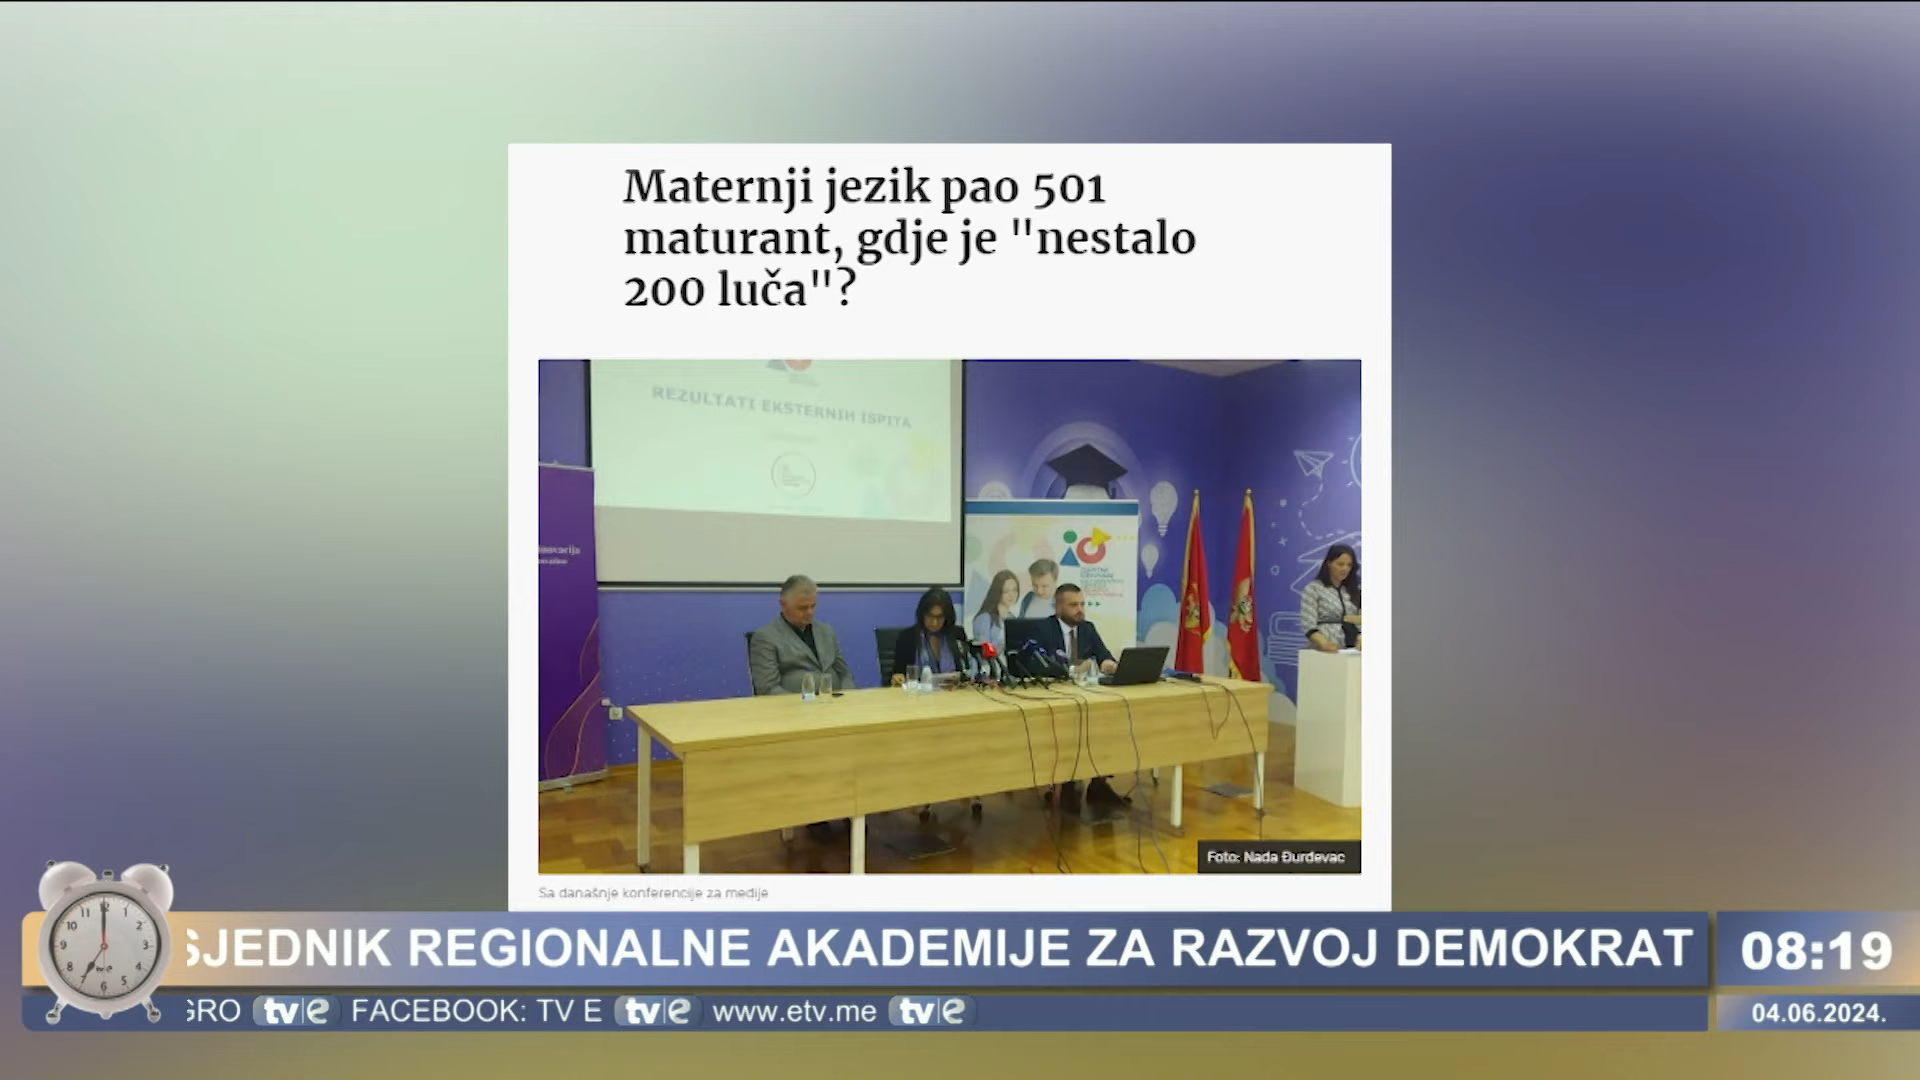 Maternji jezik pao 501
maturant, gdje je "nestalo
200 luča"?
REZULTATI EKSTERNIH ISPITA
Foto: Nada Đurđevac
Sa današnje konferencije za medije
SJEDNIK REGIONALNE AKADEMIJE ZA RAZVOJ DEMOKRAT
08:19
GRO tv|e FACEBOOK: TV E tv|e www.etv.me tv|e
04.06.2024.